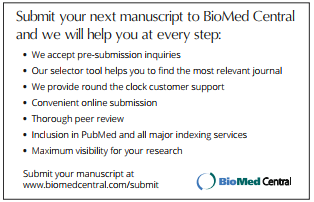 Submit your next manuscript to BioMed Central
and we will help you at every step:
• We accept pre-submission inquiries
• Our selector tool helps you to find the most relevant journal
• We provide round the clock customer support
• Convenient online submission
• Thorough peer review
• Inclusion in PubMed and all major indexing services
• Maximum visibility for your research
Submit your manuscript at
www.biomedcentral.com/submit
BioMed Central